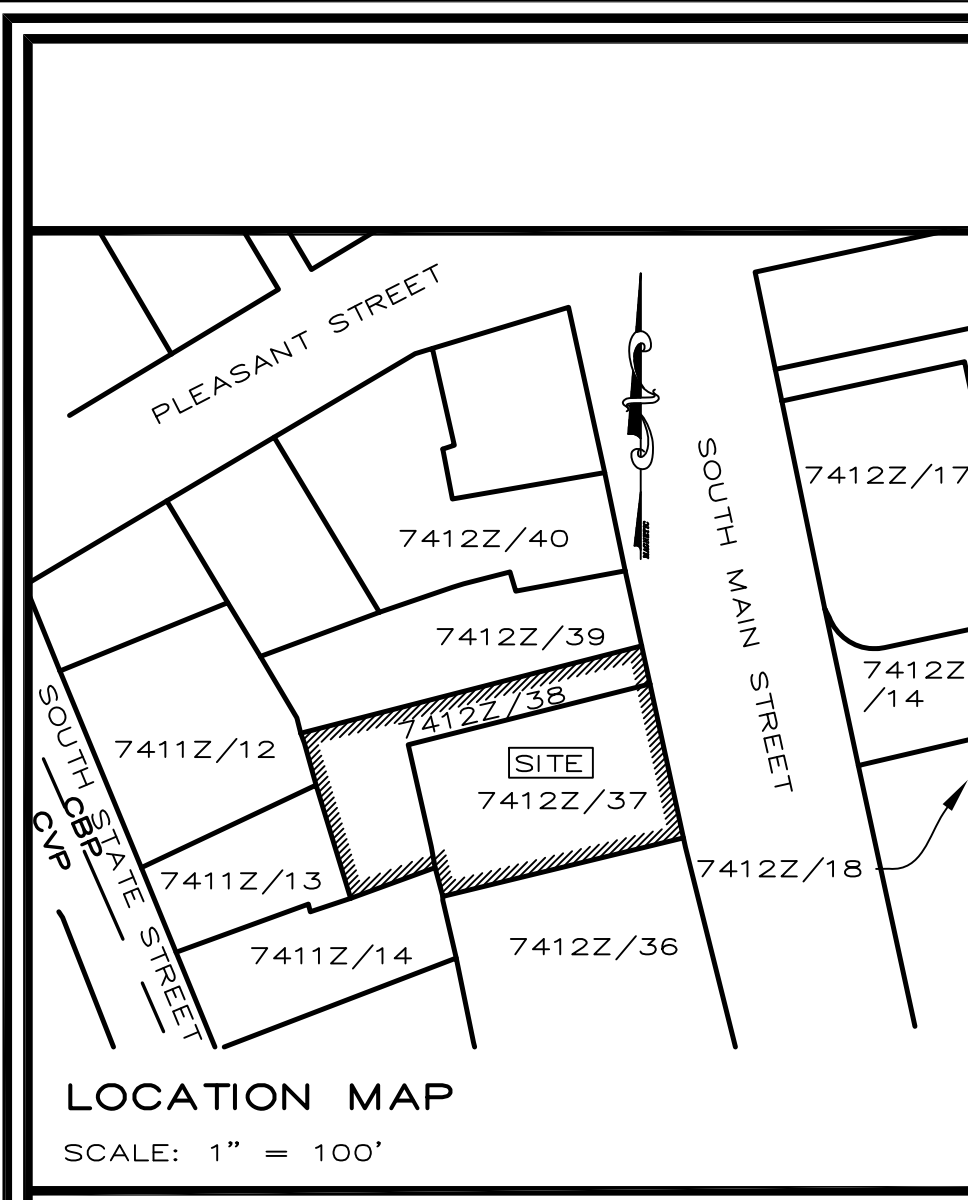 PLEASANT STREET
SOUTH MAIN STREET
7412Z/17
7412Z/40
MAGNETIC
7412Z/39
7412Z
/14
7412Z/38
SOUTH STATE STREET
7411Z/12
SITE
7412Z/37
CBP
CVP
7412Z/18
7411Z/13
7411Z/14
7412Z/36
LOCATION MAP
SCALE: 1" = 100'